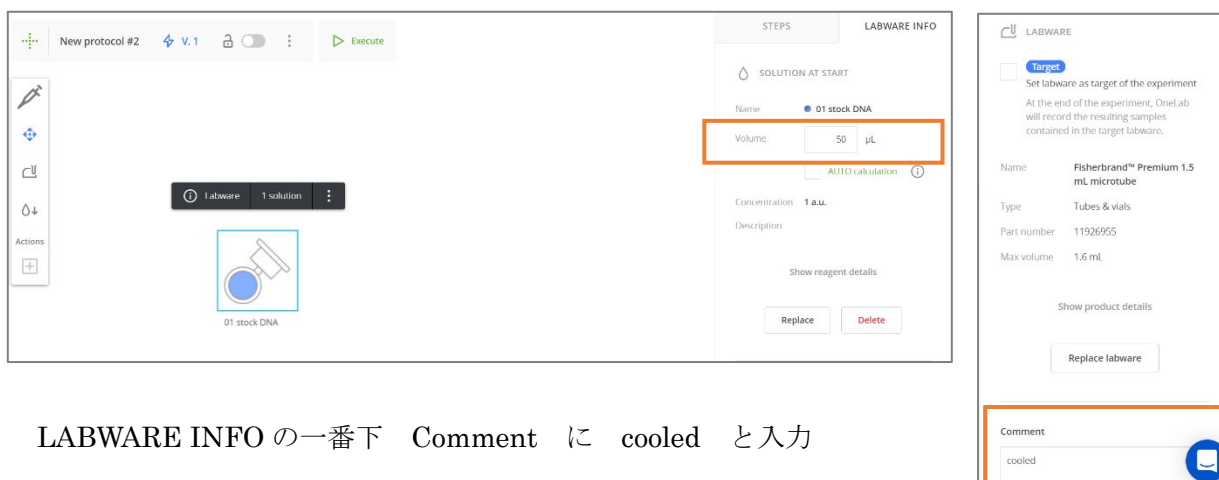 New protocol #2 V. 1 Execute
Actions
Labware 1 solution
01 stock DNA
STEPS LABWARE INFO
SOLUTION AT START
Name 01 stock DNA
Volume 50 µL
AUTO calculation
Concentration 1 a.u.
Description
Show reagent details
Replace Delete
LABWARE
Target
Set labware as target of the experiment
At the end of the experiment, OneLab
will record the resulting samples
contained in the target labware.
Name Fisherbrand™ Premium 1.5
mL microtube
Type Tubes & vials
Part number 11926955
Max volume 1.6 mL
Show product details
Replace labware
Comment
cooled
LABWARE INFO の一番下 Comment に cooled と入力